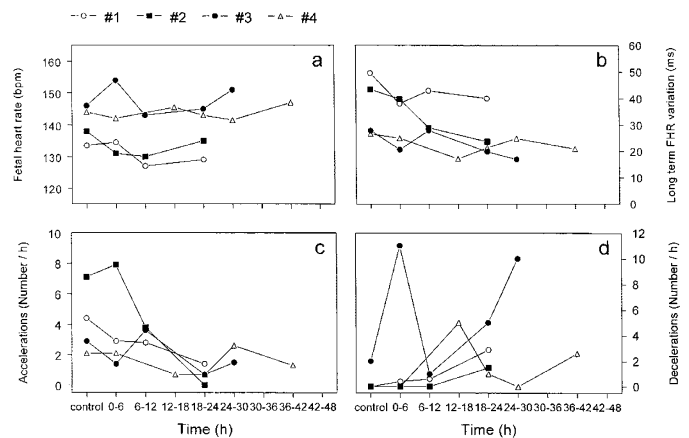 #1 #2 #3 #4
a
Fetal heart rate (bpm)
160
150
140
130
120
b
Long term FHR variation (ms)
60
50
40
30
20
10
0
c
Accelerations (Number / h)
10
8
6
4
2
0
control 0-6 6-12 12-18 18-24 24-30 30-36 36-42 42-48
Time (h)
d
Decelerations (Number / h)
12
10
8
6
4
2
0
control 0-6 6-12 12-18 18-24 24-30 30-36 36-42 42-48
Time (h)